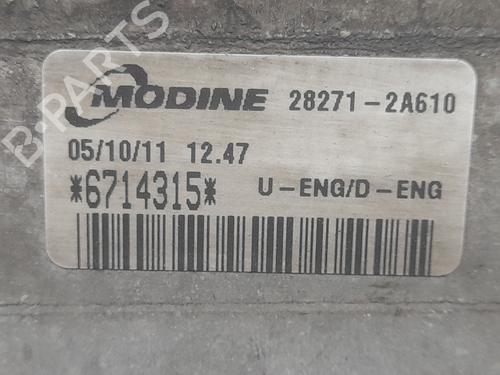 B-PARTS
MODINE 28271-2A610
05/10/11 12.47
*6714315* U-ENG/D-ENG